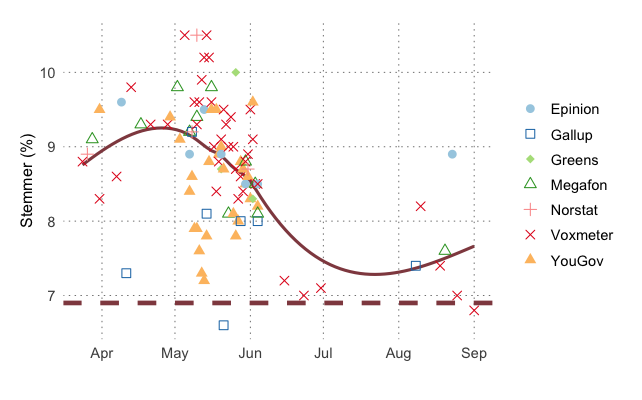 Stemmer (%)
10
9
8
7
Apr May Jun Jul Aug Sep
Epinion
Gallup
Greens
Megafon
Norstat
Voxmeter
YouGov